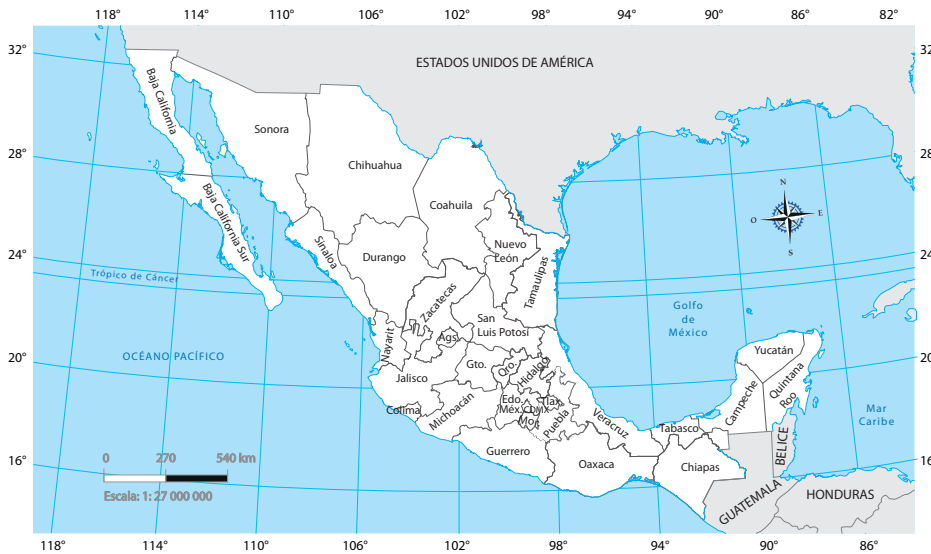 118°
114°
106°
102°
98°
94°
90°
86°
82°
32°
32
ESTADOS UNIDOS DE AMÉRICA
Baja California
Sonora
28°
28
Chihuahua
Coahuila
N
O
E
S
Baja California Sur
Sinaloa
Durango
Nuevo
León
24°
24
Trópico de Cáncer
Tamaulipas
Zacatecas
San
Luis Potosí
Golfo
de
México
Nayarit
Ags.
20°
20
OCÉANO PACÍFICO
Yucatán
Jalisco
Gto.
Qro.
Hidalgo
Quintana
Roo
Campeche
Colima
Michoacán
Edo.
Méx.
CDMX
Tlax.
Mor.
Puebla
Veracruz
Tabasco
Mar
Caribe
BELICE
16°
16
Guerrero
Oaxaca
Chiapas
0 270 540 km
Escala: 1: 27 000 000
GUATEMALA
HONDURAS
118°
114°
106°
102°
98°
94°
90°
86°